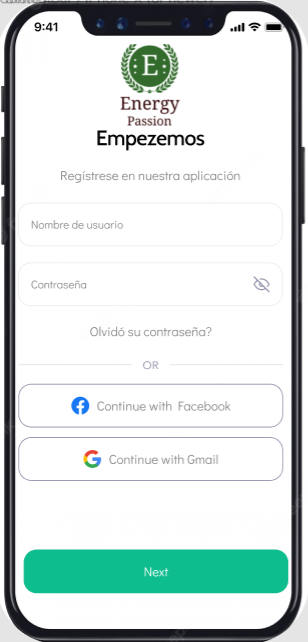 9:41
E
Energy
Passion
Empezemos
Regístrese en nuestra aplicación
Nombre de usuario
Contraseña
Olvidó su contraseña?
OR
Continue with Facebook
Continue with Gmail
Next